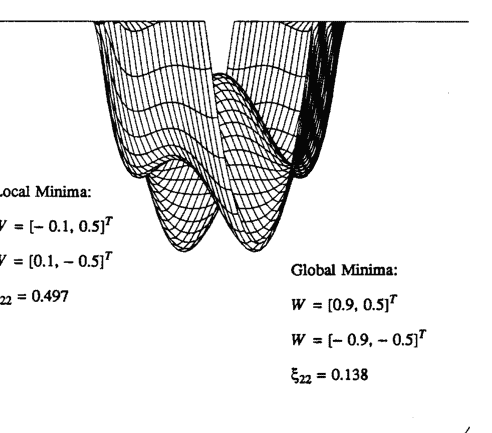 ocal Minima:
W = [− 0.1, 0.5]ᵀ
W = [0.1, − 0.5]ᵀ
₂₂ = 0.497
Global Minima:
W = [0.9, 0.5]ᵀ
W = [− 0.9, − 0.5]ᵀ
ξ₂₂ = 0.138